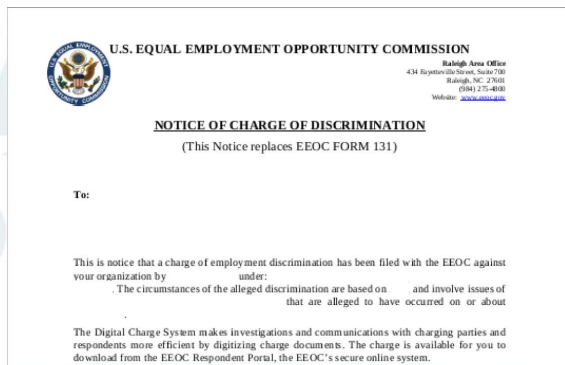 U.S. EQUAL EMPLOYMENT OPPORTUNITY COMMISSION
U.S. EQUAL EMPLOYMENT OPPORTUNITY COMMISSION
Raleigh Area Office
434 Fayetteville Street, Suite 700
Raleigh, NC 27601
(984) 275-4800
Website: www.eeoc.gov
NOTICE OF CHARGE OF DISCRIMINATION
(This Notice replaces EEOC FORM 131)
To:
This is notice that a charge of employment discrimination has been filed with the EEOC against
your organization by under:
. The circumstances of the alleged discrimination are based on and involve issues of
that are alleged to have occurred on or about
.
The Digital Charge System makes investigations and communications with charging parties and
respondents more efficient by digitizing charge documents. The charge is available for you to
download from the EEOC Respondent Portal, the EEOC's secure online system.